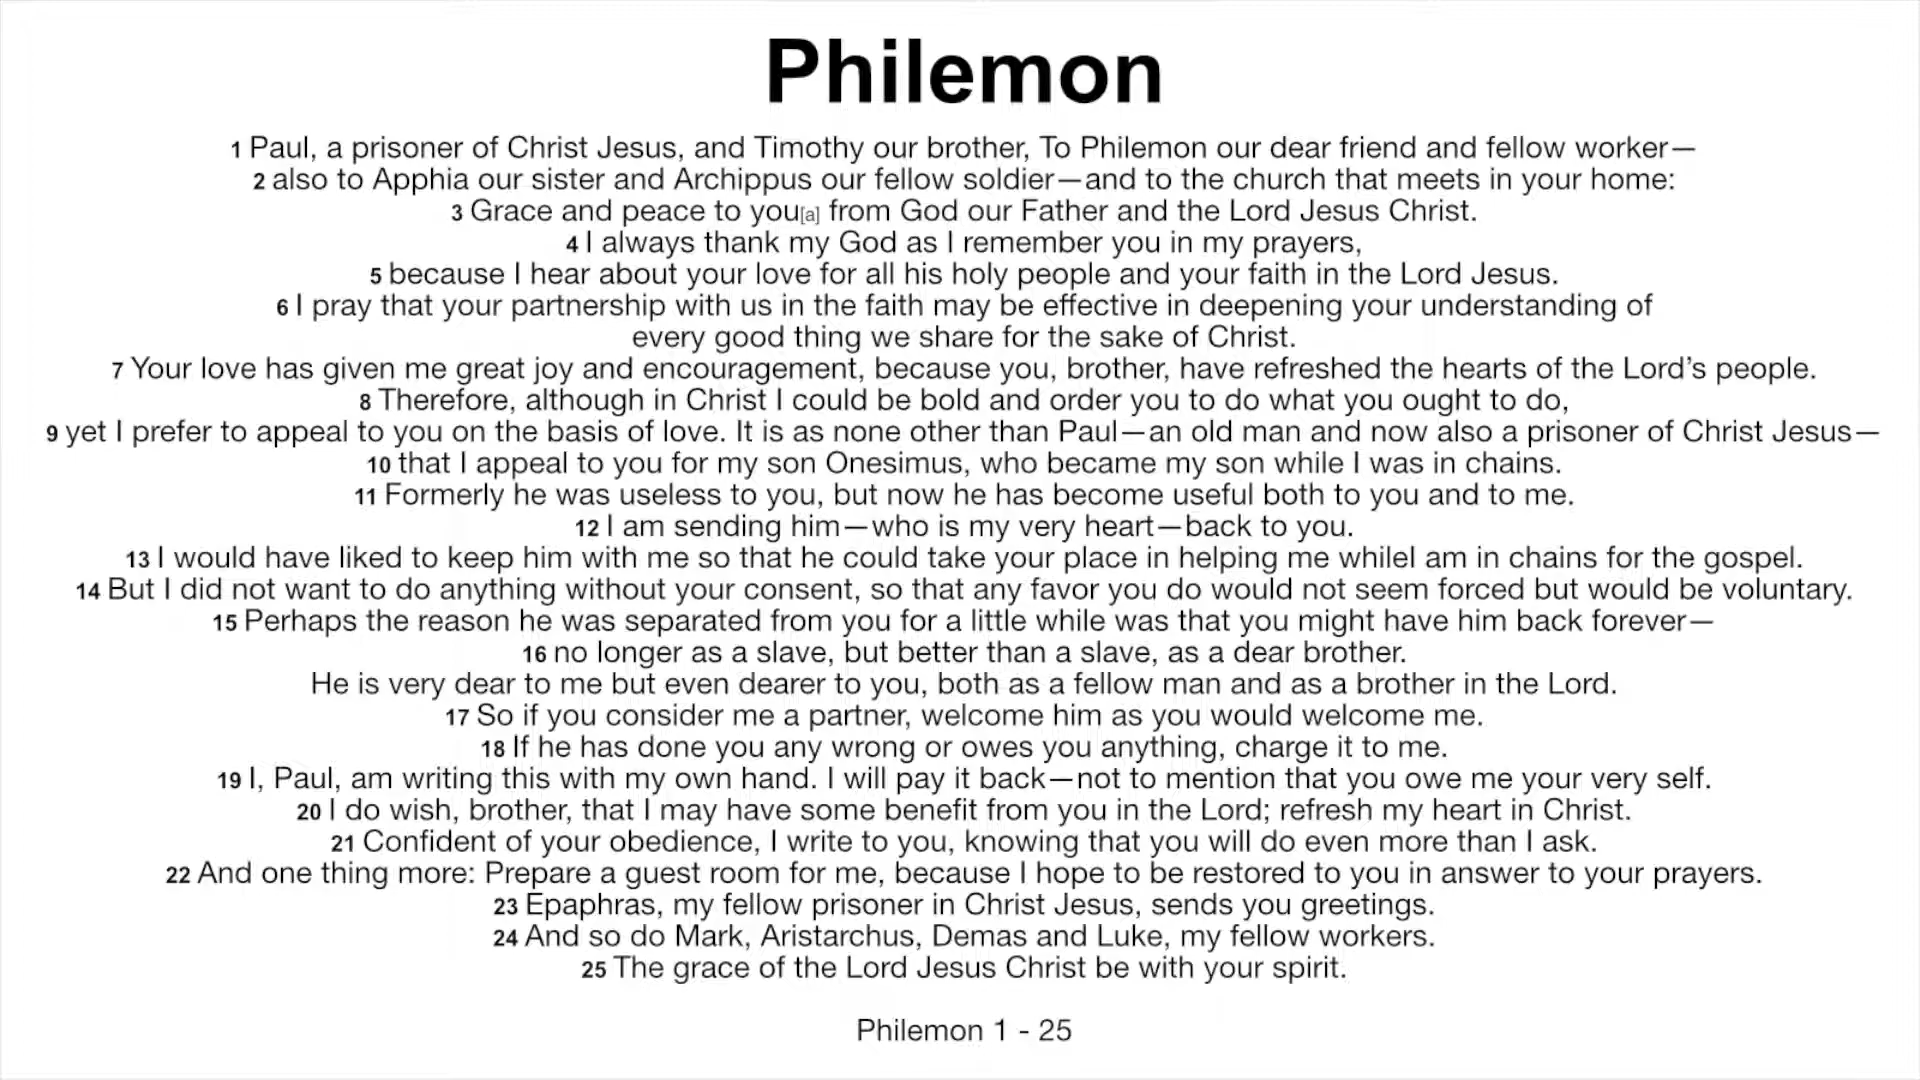 Philemon
1 Paul, a prisoner of Christ Jesus, and Timothy our brother, To Philemon our dear friend and fellow worker—
2 also to Apphia our sister and Archippus our fellow soldier—and to the church that meets in your home:
3 Grace and peace to you[a] from God our Father and the Lord Jesus Christ.
4 I always thank my God as I remember you in my prayers,
5 because I hear about your love for all his holy people and your faith in the Lord Jesus.
6 I pray that your partnership with us in the faith may be effective in deepening your understanding of
every good thing we share for the sake of Christ.
7 Your love has given me great joy and encouragement, because you, brother, have refreshed the hearts of the Lord’s people.
8 Therefore, although in Christ I could be bold and order you to do what you ought to do,
9 yet I prefer to appeal to you on the basis of love. It is as none other than Paul—an old man and now also a prisoner of Christ Jesus—
10 that I appeal to you for my son Onesimus, who became my son while I was in chains.
11 Formerly he was useless to you, but now he has become useful both to you and to me.
12 I am sending him—who is my very heart—back to you.
13 I would have liked to keep him with me so that he could take your place in helping me whileI am in chains for the gospel.
14 But I did not want to do anything without your consent, so that any favor you do would not seem forced but would be voluntary.
15 Perhaps the reason he was separated from you for a little while was that you might have him back forever—
16 no longer as a slave, but better than a slave, as a dear brother.
He is very dear to me but even dearer to you, both as a fellow man and as a brother in the Lord.
17 So if you consider me a partner, welcome him as you would welcome me.
18 If he has done you any wrong or owes you anything, charge it to me.
19 I, Paul, am writing this with my own hand. I will pay it back—not to mention that you owe me your very self.
20 I do wish, brother, that I may have some benefit from you in the Lord; refresh my heart in Christ.
21 Confident of your obedience, I write to you, knowing that you will do even more than I ask.
22 And one thing more: Prepare a guest room for me, because I hope to be restored to you in answer to your prayers.
23 Epaphras, my fellow prisoner in Christ Jesus, sends you greetings.
24 And so do Mark, Aristarchus, Demas and Luke, my fellow workers.
25 The grace of the Lord Jesus Christ be with your spirit.
Philemon 1 - 25